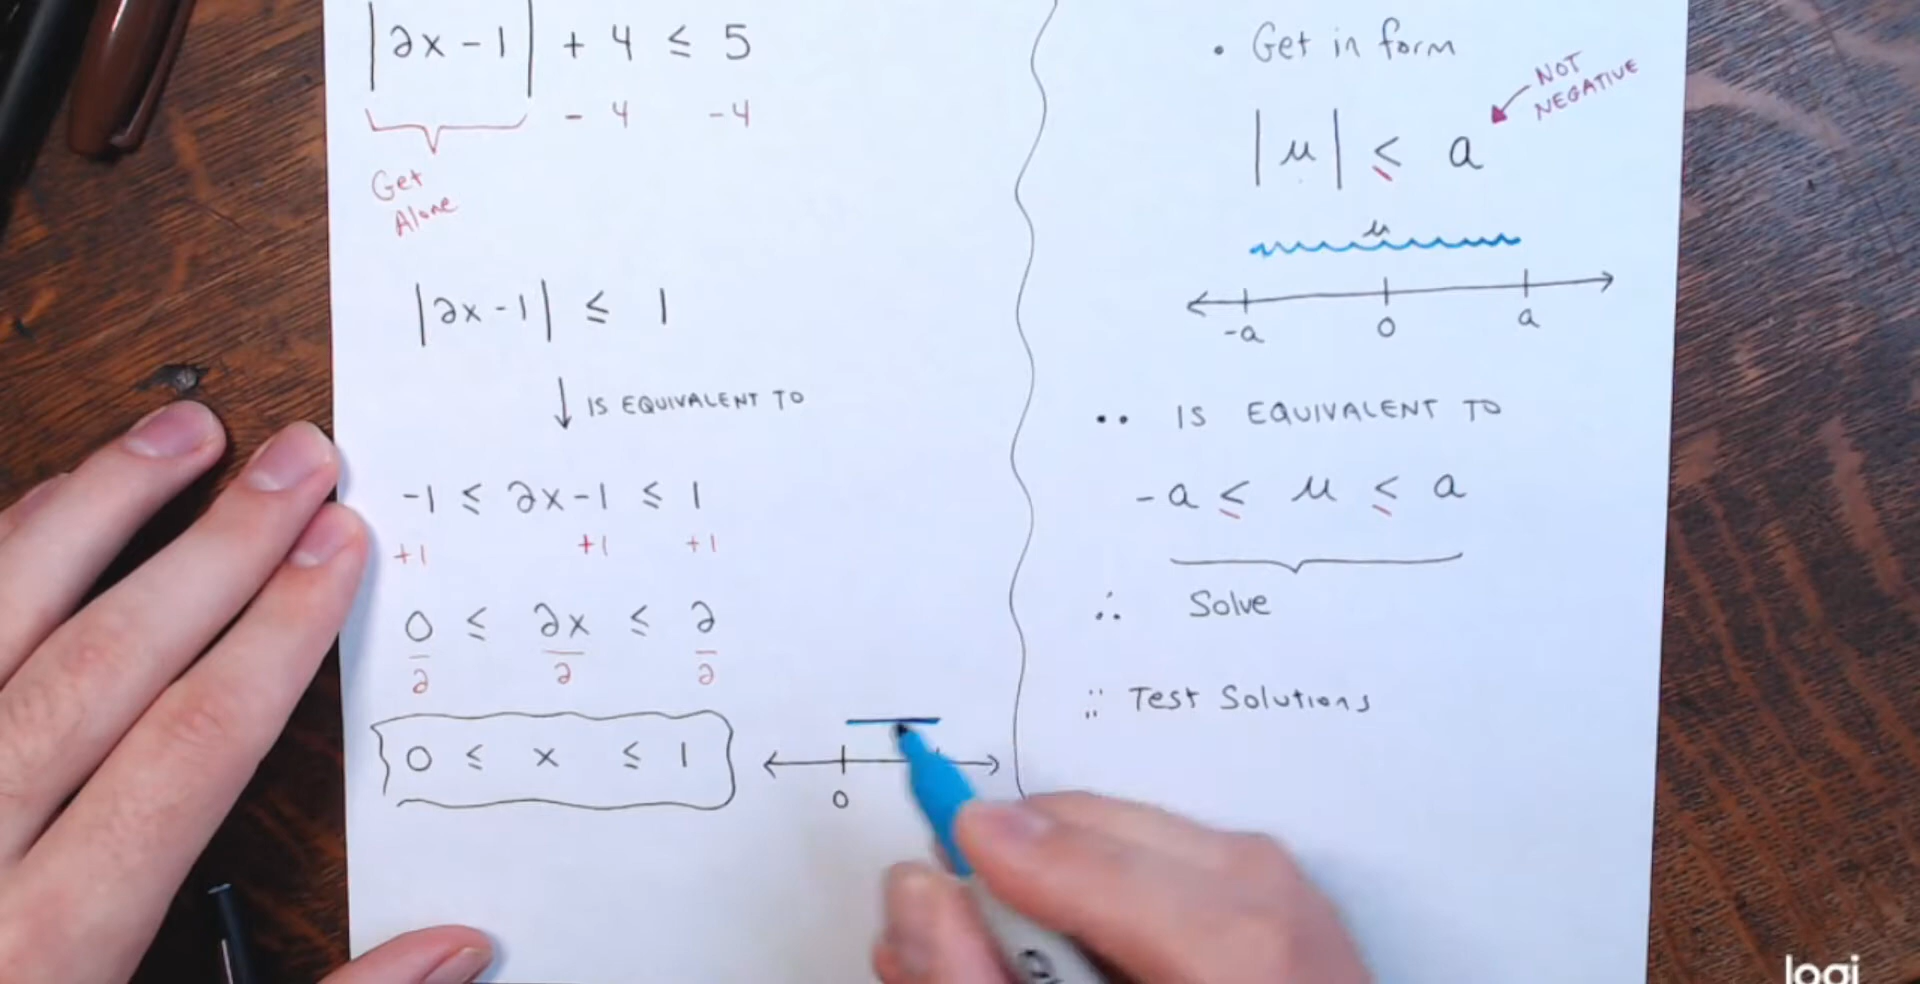 |2x - 1| + 4 ≤ 5
- 4 - 4
Get
Alone
|2x - 1| ≤ 1
↓ IS EQUIVALENT TO
-1 ≤ 2x - 1 ≤ 1
+1 +1 +1
0 ≤ 2x ≤ 2
2 2 2
0 ≤ x ≤ 1
0
• Get in form
NOT
NEGATIVE
|u| ≤ a
u
-a 0 a
•• IS EQUIVALENT TO
-a ≤ u ≤ a
∴ Solve
:: Test Solutions
logi